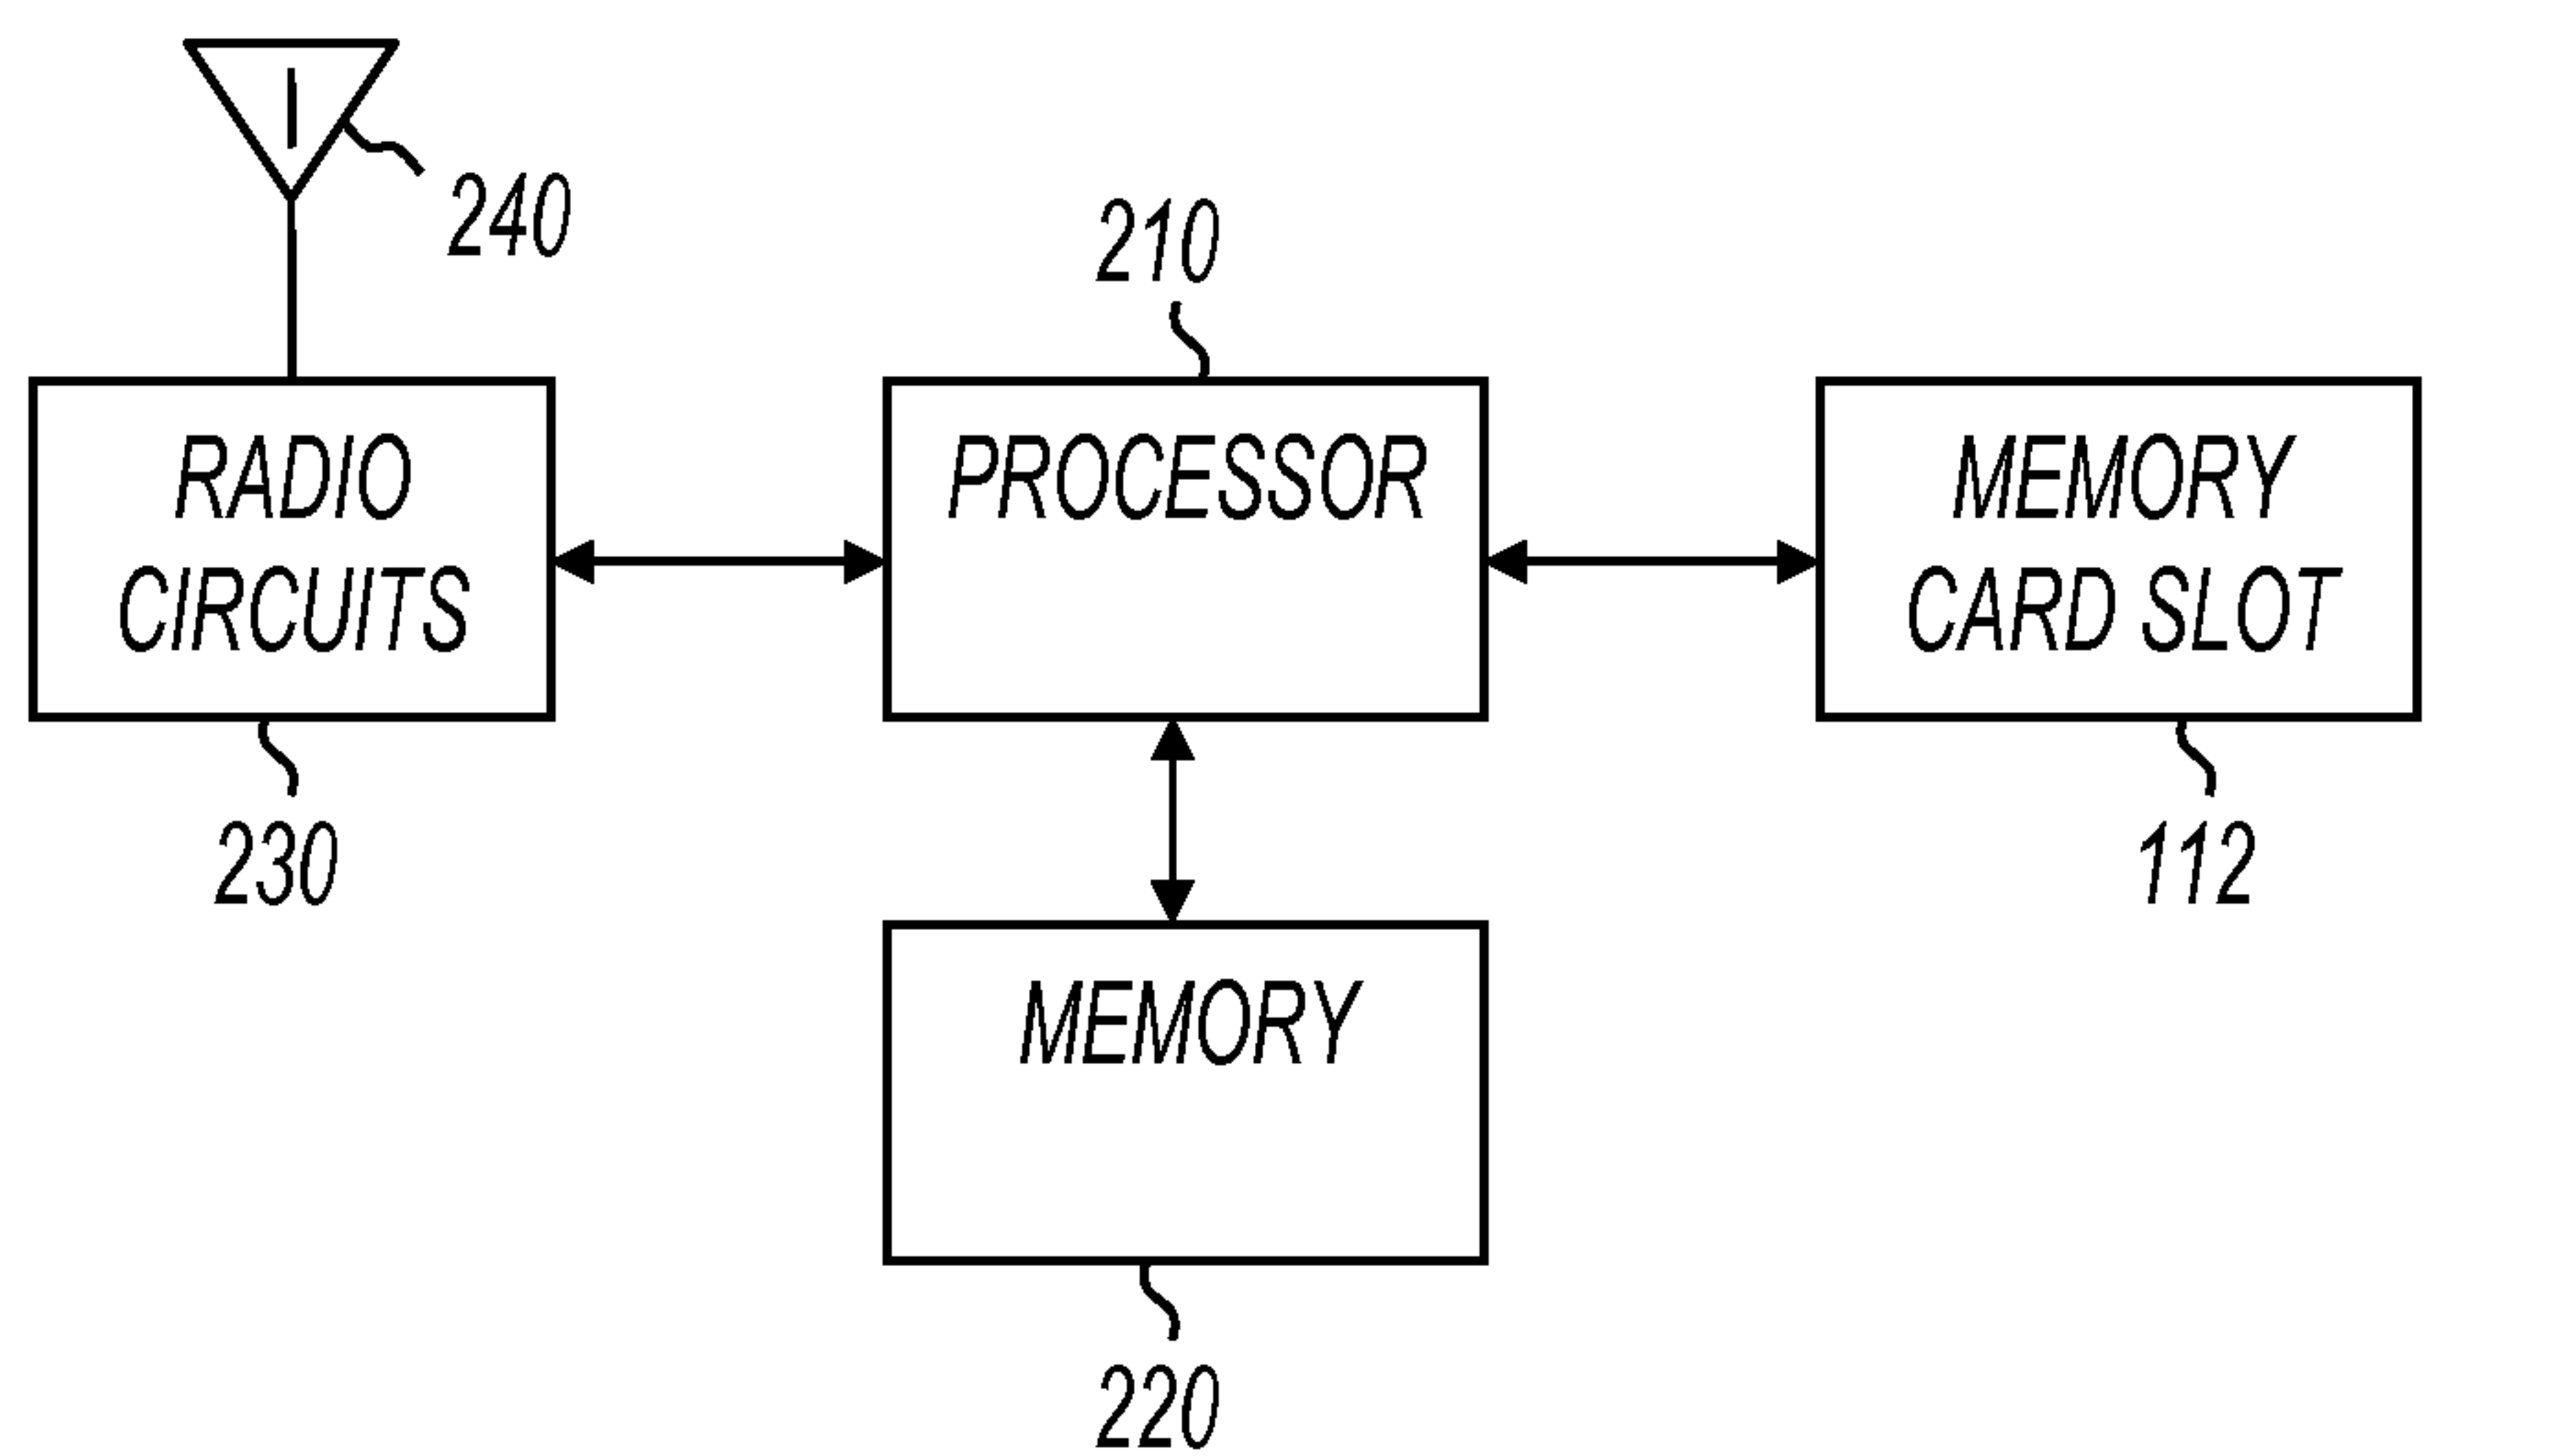 240
210
RADIO
CIRCUITS
PROCESSOR
MEMORY
CARD SLOT
230
112
MEMORY
220